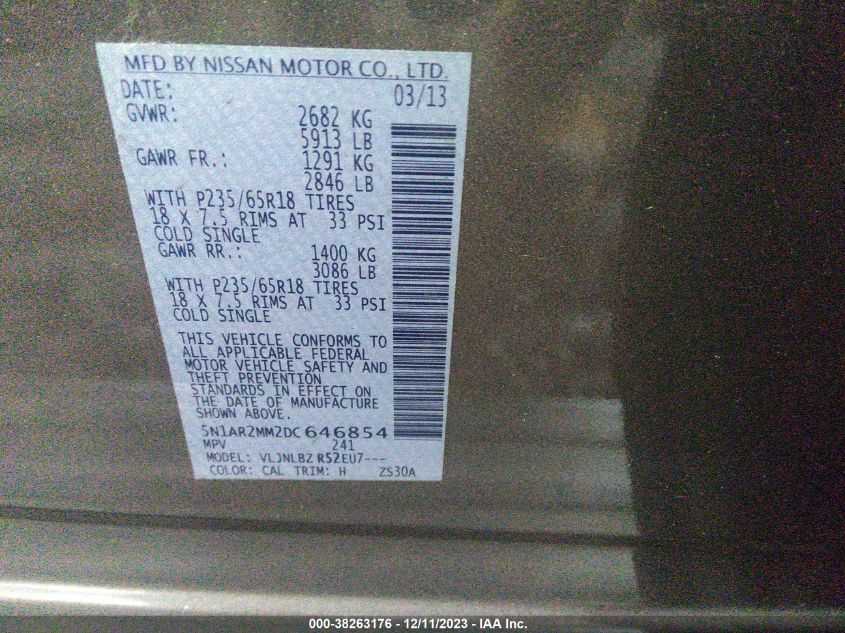 MFD BY NISSAN MOTOR CO., LTD.
DATE: 03/13
GVWR: 2682 KG
5913 LB
GAWR FR.: 1291 KG
2846 LB
WITH P235/65R18 TIRES
18 X 7.5 RIMS AT 33 PSI
COLD SINGLE
GAWR RR.: 1400 KG
3086 LB
WITH P235/65R18 TIRES
18 X 7.5 RIMS AT 33 PSI
COLD SINGLE
THIS VEHICLE CONFORMS TO
ALL APPLICABLE FEDERAL
MOTOR VEHICLE SAFETY AND
THEFT PREVENTION
STANDARDS IN EFFECT ON
THE DATE OF MANUFACTURE
SHOWN ABOVE.
5N1AR2MM2DC646854
MPV 241
MODEL: VLJNLBZ R52EU7---
COLOR: CAL TRIM: H ZS30A
000-38263176 - 12/11/2023 - IAA Inc.